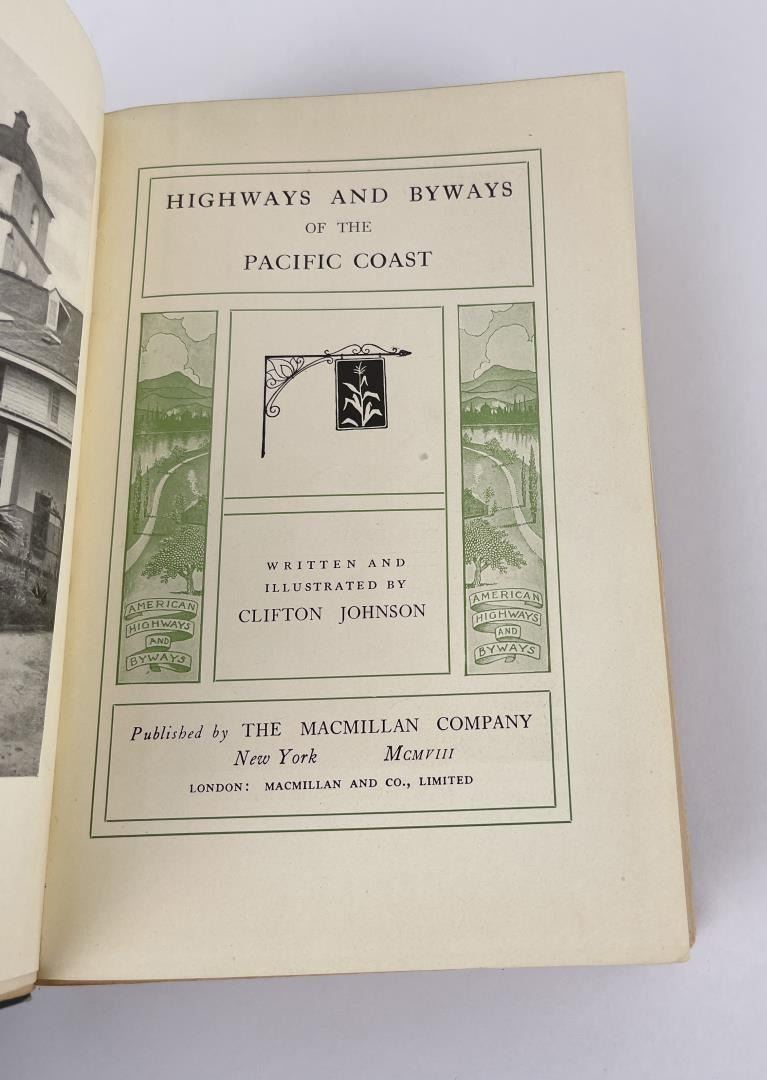 HIGHWAYS AND BYWAYS
OF THE
PACIFIC COAST
WRITTEN AND
ILLUSTRATED BY
CLIFTON JOHNSON
AMERICAN
HIGHWAYS
AND
BYWAYS
AMERICAN
HIGHWAYS
AND
BYWAYS
Published by THE MACMILLAN COMPANY
New York MCMVIII
LONDON: MACMILLAN AND CO., LIMITED